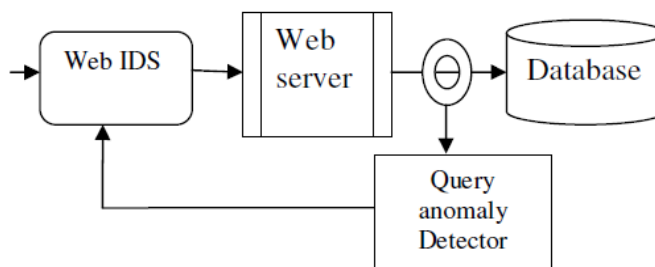 Web IDS
Web
server
Database
Query
anomaly
Detector